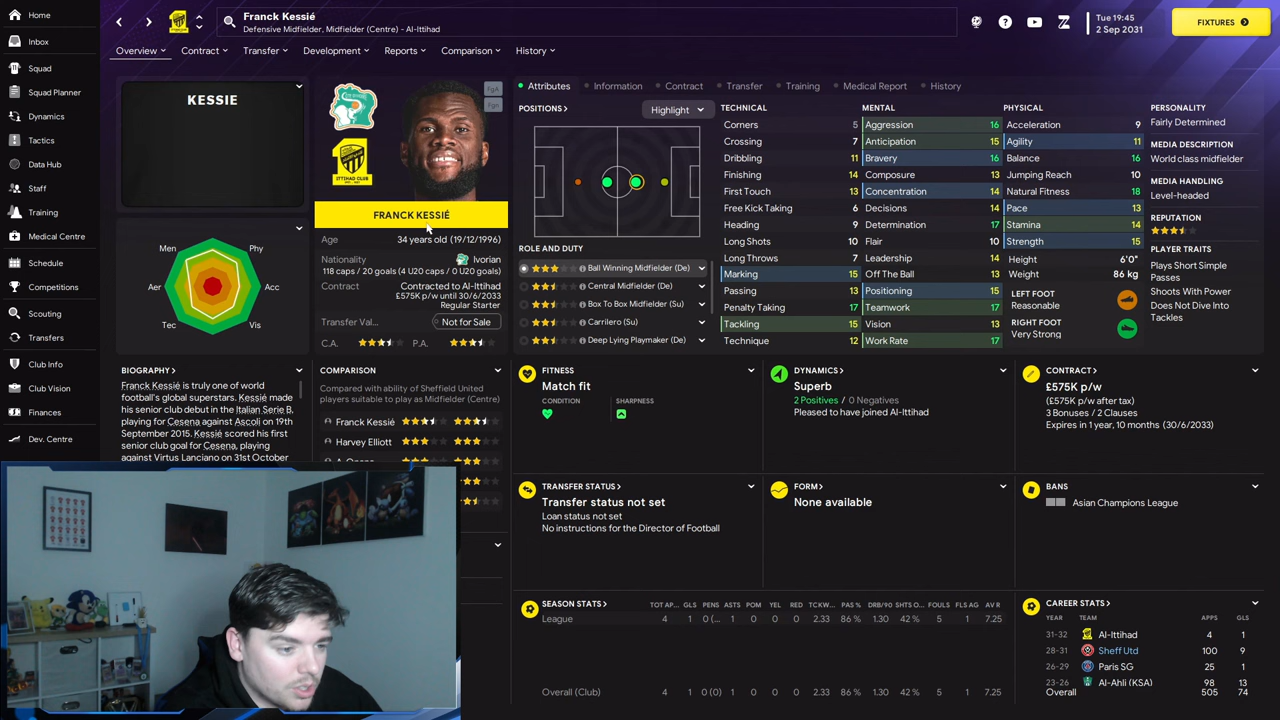 Home
Inbox
Squad
Squad Planner
Dynamics
Tactics
Data Hub
Staff
Training
Medical Centre
Schedule
Competitions
Scouting
Transfers
Club Info
Club Vision
Finances
Dev. Centre
Franck Kessié
Defensive Midfielder, Midfielder (Centre) - Al-Ittihad
Tue 19:45
2 Sep 2031
FIXTURES
Overview
Contract
Transfer
Development
Reports
Comparison
History
KESSIE
Men
Phy
Aer
Acc
Tec
Vis
ITTIHAD CLUB
FgA
Fgn
FRANCK KESSIÉ
Age 34 years old (19/12/1996)
Nationality Ivorian
118 caps / 20 goals (4 U20 caps / 0 U20 goals)
Contract Contracted to Al-Ittihad
£575K p/w until 30/6/2033
Regular Starter
Transfer Val... Not for Sale
C.A. P.A.
Attributes
Information
Contract
Transfer
Training
Medical Report
History
POSITIONS
Highlight
ROLE AND DUTY
Ball Winning Midfielder (De)
Central Midfielder (De)
Box To Box Midfielder (Su)
Carrilero (Su)
Deep Lying Playmaker (De)
TECHNICAL
Corners 5
Crossing 7
Dribbling 11
Finishing 14
First Touch 13
Free Kick Taking 6
Heading 9
Long Shots 10
Long Throws 7
Marking 15
Passing 13
Penalty Taking 17
Tackling 15
Technique 12
MENTAL
Aggression 16
Anticipation 15
Bravery 16
Composure 13
Concentration 14
Decisions 14
Determination 17
Flair 10
Leadership 14
Off The Ball 13
Positioning 15
Teamwork 17
Vision 13
Work Rate 17
PHYSICAL
Acceleration 9
Agility 11
Balance 16
Jumping Reach 10
Natural Fitness 18
Pace 13
Stamina 14
Strength 15
Height 6'0"
Weight 86 kg
LEFT FOOT
Reasonable
RIGHT FOOT
Very Strong
PERSONALITY
Fairly Determined
MEDIA DESCRIPTION
World class midfielder
MEDIA HANDLING
Level-headed
REPUTATION
PLAYER TRAITS
Plays Short Simple
Passes
Shoots With Power
Does Not Dive Into
Tackles
BIOGRAPHY
Franck Kessié is truly one of world
football's global superstars. Kessié made
his senior club debut in the Italian Serie B,
playing for Cesena against Ascoli on 19th
September 2015. Kessié scored his first
senior club goal for Cesena, playing
against Virtus Lanciano on 31st October
COMPARISON
Compared with ability of Sheffield United
players suitable to play as Midfielder (Centre)
Franck Kessié
Harvey Elliott
FITNESS
Match fit
CONDITION
SHARPNESS
DYNAMICS
Superb
2 Positives / 0 Negatives
Pleased to have joined Al-Ittihad
CONTRACT
£575K p/w
(£575K p/w after tax)
3 Bonuses / 2 Clauses
Expires in 1 year, 10 months (30/6/2033)
TRANSFER STATUS
Transfer status not set
Loan status not set
No instructions for the Director of Football
FORM
None available
BANS
Asian Champions League
SEASON STATS
TOT AP... GLS PENS ASTS POM YEL RED TCKW... PAS % DRB/90 SHTS O... FOULS FLS AG AV R
League 4 1 0 (... 1 0 0 0 2.33 86 % 1.30 42 % 5 1 7.25
Overall (Club) 4 1 0 (0) 1 0 0 0 2.33 86 % 1.30 42 % 5 1 7.25
CAREER STATS
YEAR TEAM APPS GLS
31-32 Al-Ittihad 4 1
28-31 Sheff Utd 100 9
26-29 Paris SG 25 1
23-26 Al-Ahli (KSA) 98 13
Overall 505 74